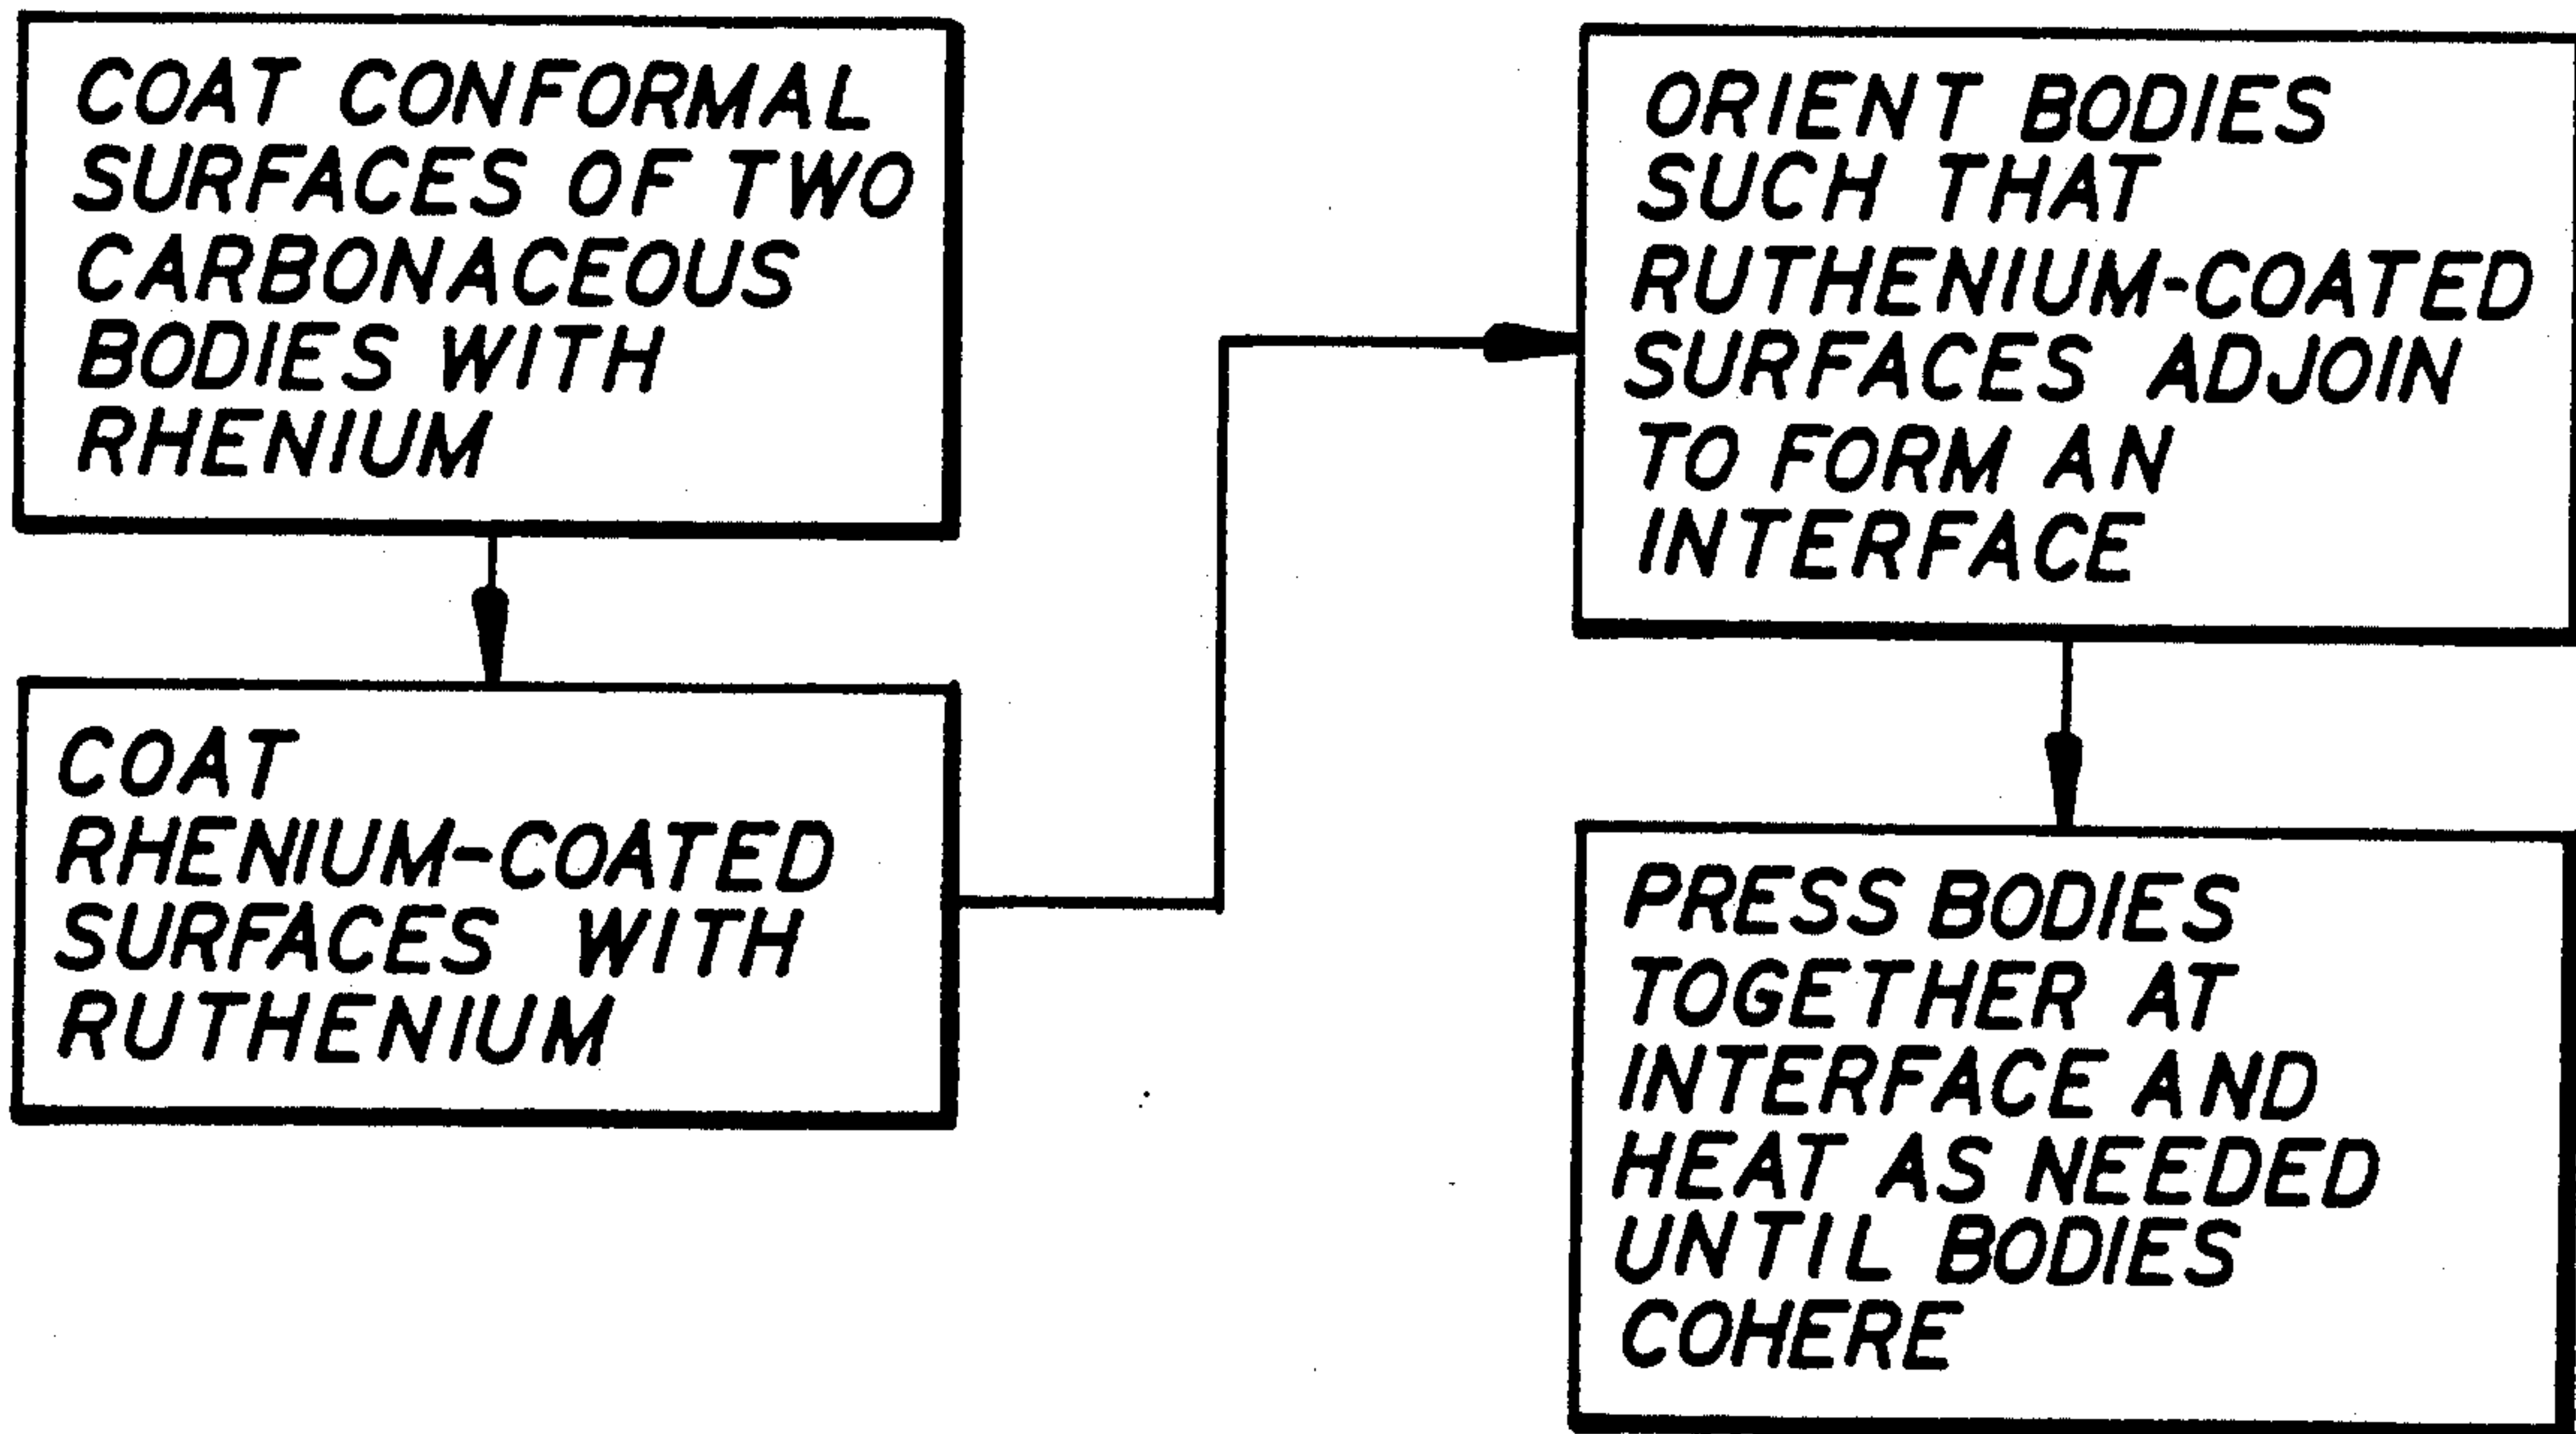 COAT CONFORMAL
SURFACES OF TWO
CARBONACEOUS
BODIES WITH
RHENIUM
COAT
RHENIUM-COATED
SURFACES WITH
RUTHENIUM
ORIENT BODIES
SUCH THAT
RUTHENIUM-COATED
SURFACES ADJOIN
TO FORM AN
INTERFACE
PRESS BODIES
TOGETHER AT
INTERFACE AND
HEAT AS NEEDED
UNTIL BODIES
COHERE